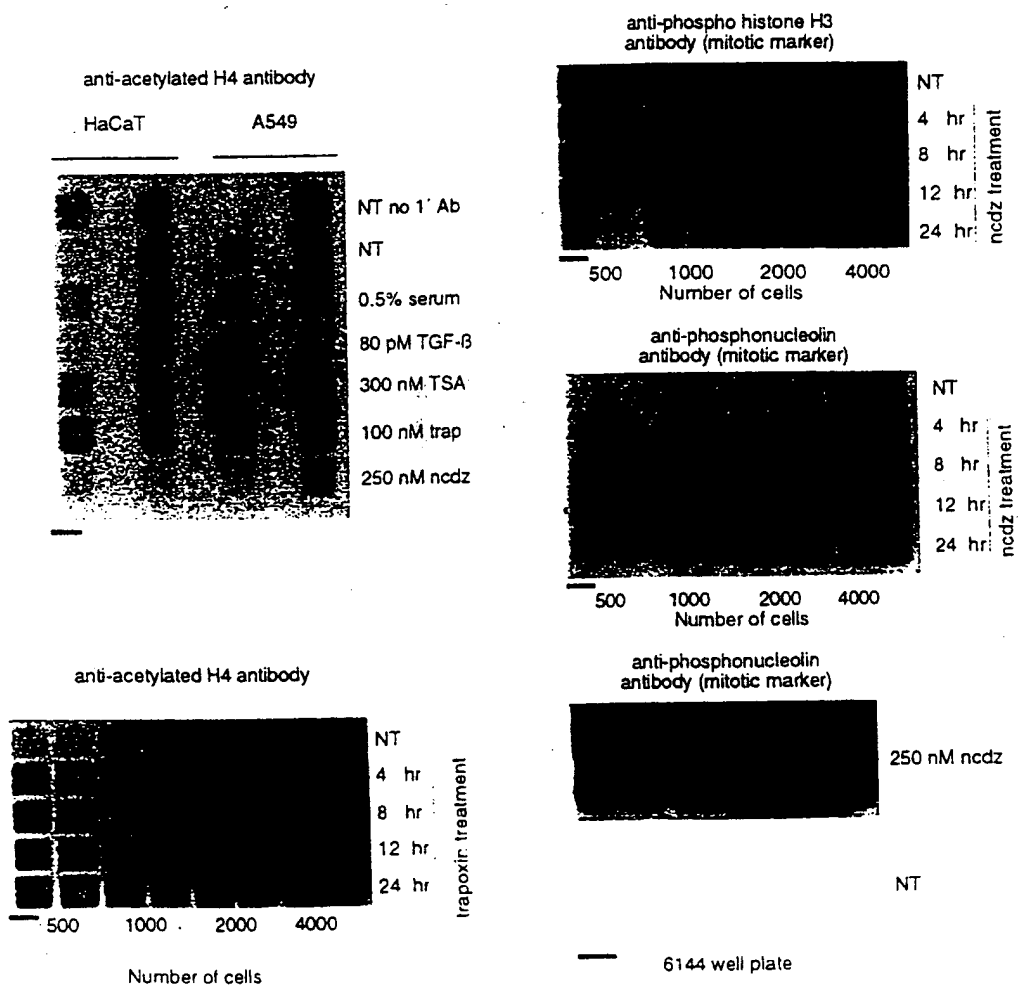 anti-acetylated H4 antibody
HaCaT A549
NT no 1´ Ab
NT
0.5% serum
80 pM TGF-ß
300 nM TSA
100 nM trap
250 nM ncdz
anti-acetylated H4 antibody
NT
4 hr
8 hr
12 hr
24 hr
trapoxin treatment
500 1000 2000 4000
Number of cells
anti-phospho histone H3
antibody (mitotic marker)
NT
4 hr
8 hr
12 hr
24 hr
ncdz treatment
500 1000 2000 4000
Number of cells
anti-phosphonucleolin
antibody (mitotic marker)
NT
4 hr
8 hr
12 hr
24 hr
ncdz treatment
500 1000 2000 4000
Number of cells
anti-phosphonucleolin
antibody (mitotic marker)
250 nM ncdz
NT
6144 well plate